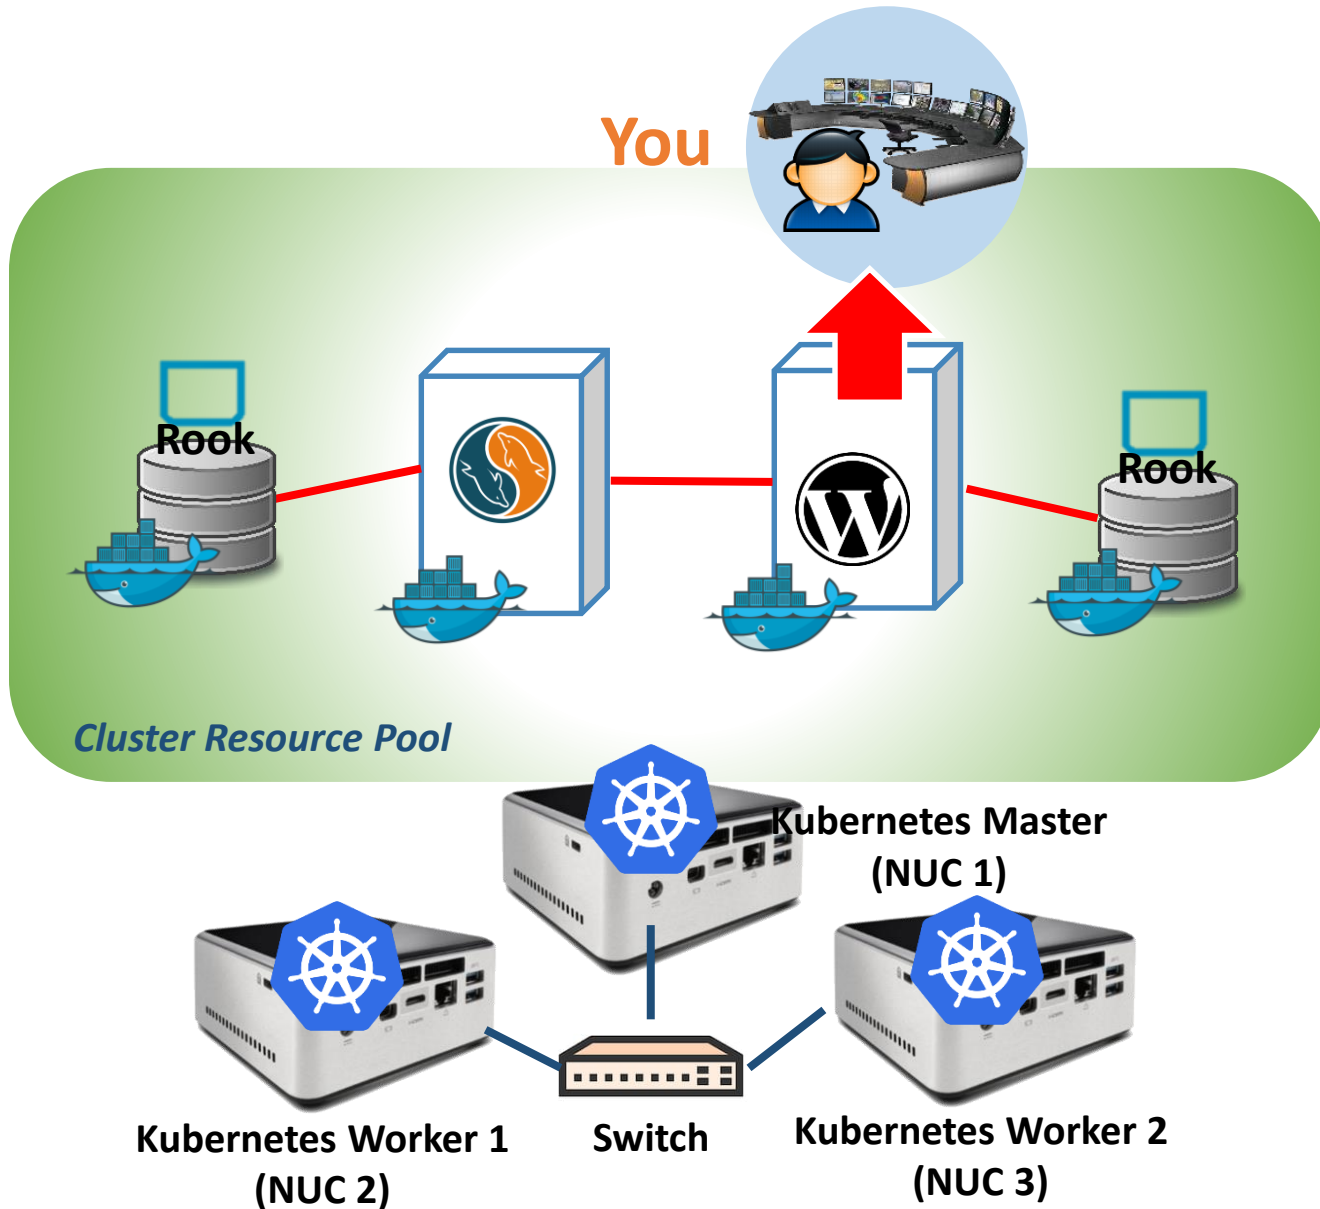 You
Rook
Rook
Cluster Resource Pool
Kubernetes Master
(NUC 1)
Kubernetes Worker 1
(NUC 2)
Switch
Kubernetes Worker 2
(NUC 3)